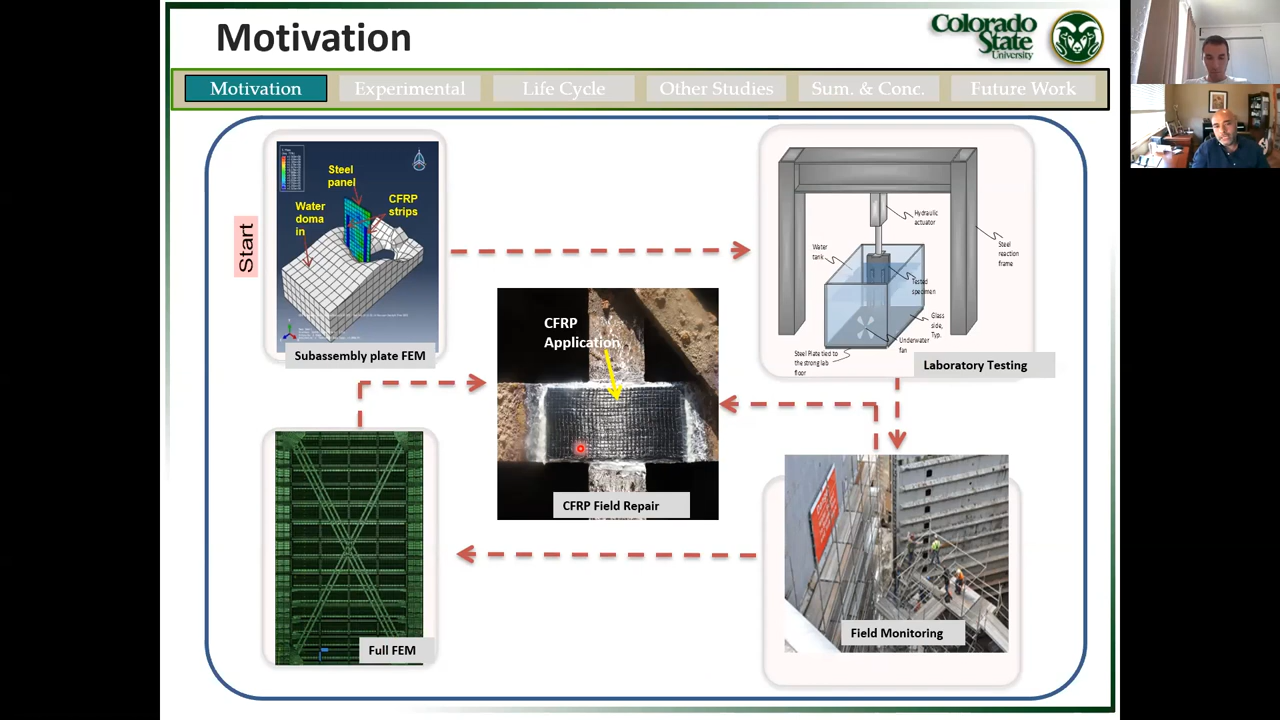 Motivation
Colorado
State
University
Motivation
Experimental
Life Cycle
Other Studies
Sum. & Conc.
Future Work
Start
Steel
panel
CFRP
strips
Water
doma
in
Subassembly plate FEM
Hydraulic
actuator
Water
tank
Steel
reaction
frame
Tested
specimen
Glass
side,
Typ.
Underwater
fan
Steel Plate tied to
the strong lab
floor
Laboratory Testing
CFRP
Application
CFRP Field Repair
Full FEM
Field Monitoring